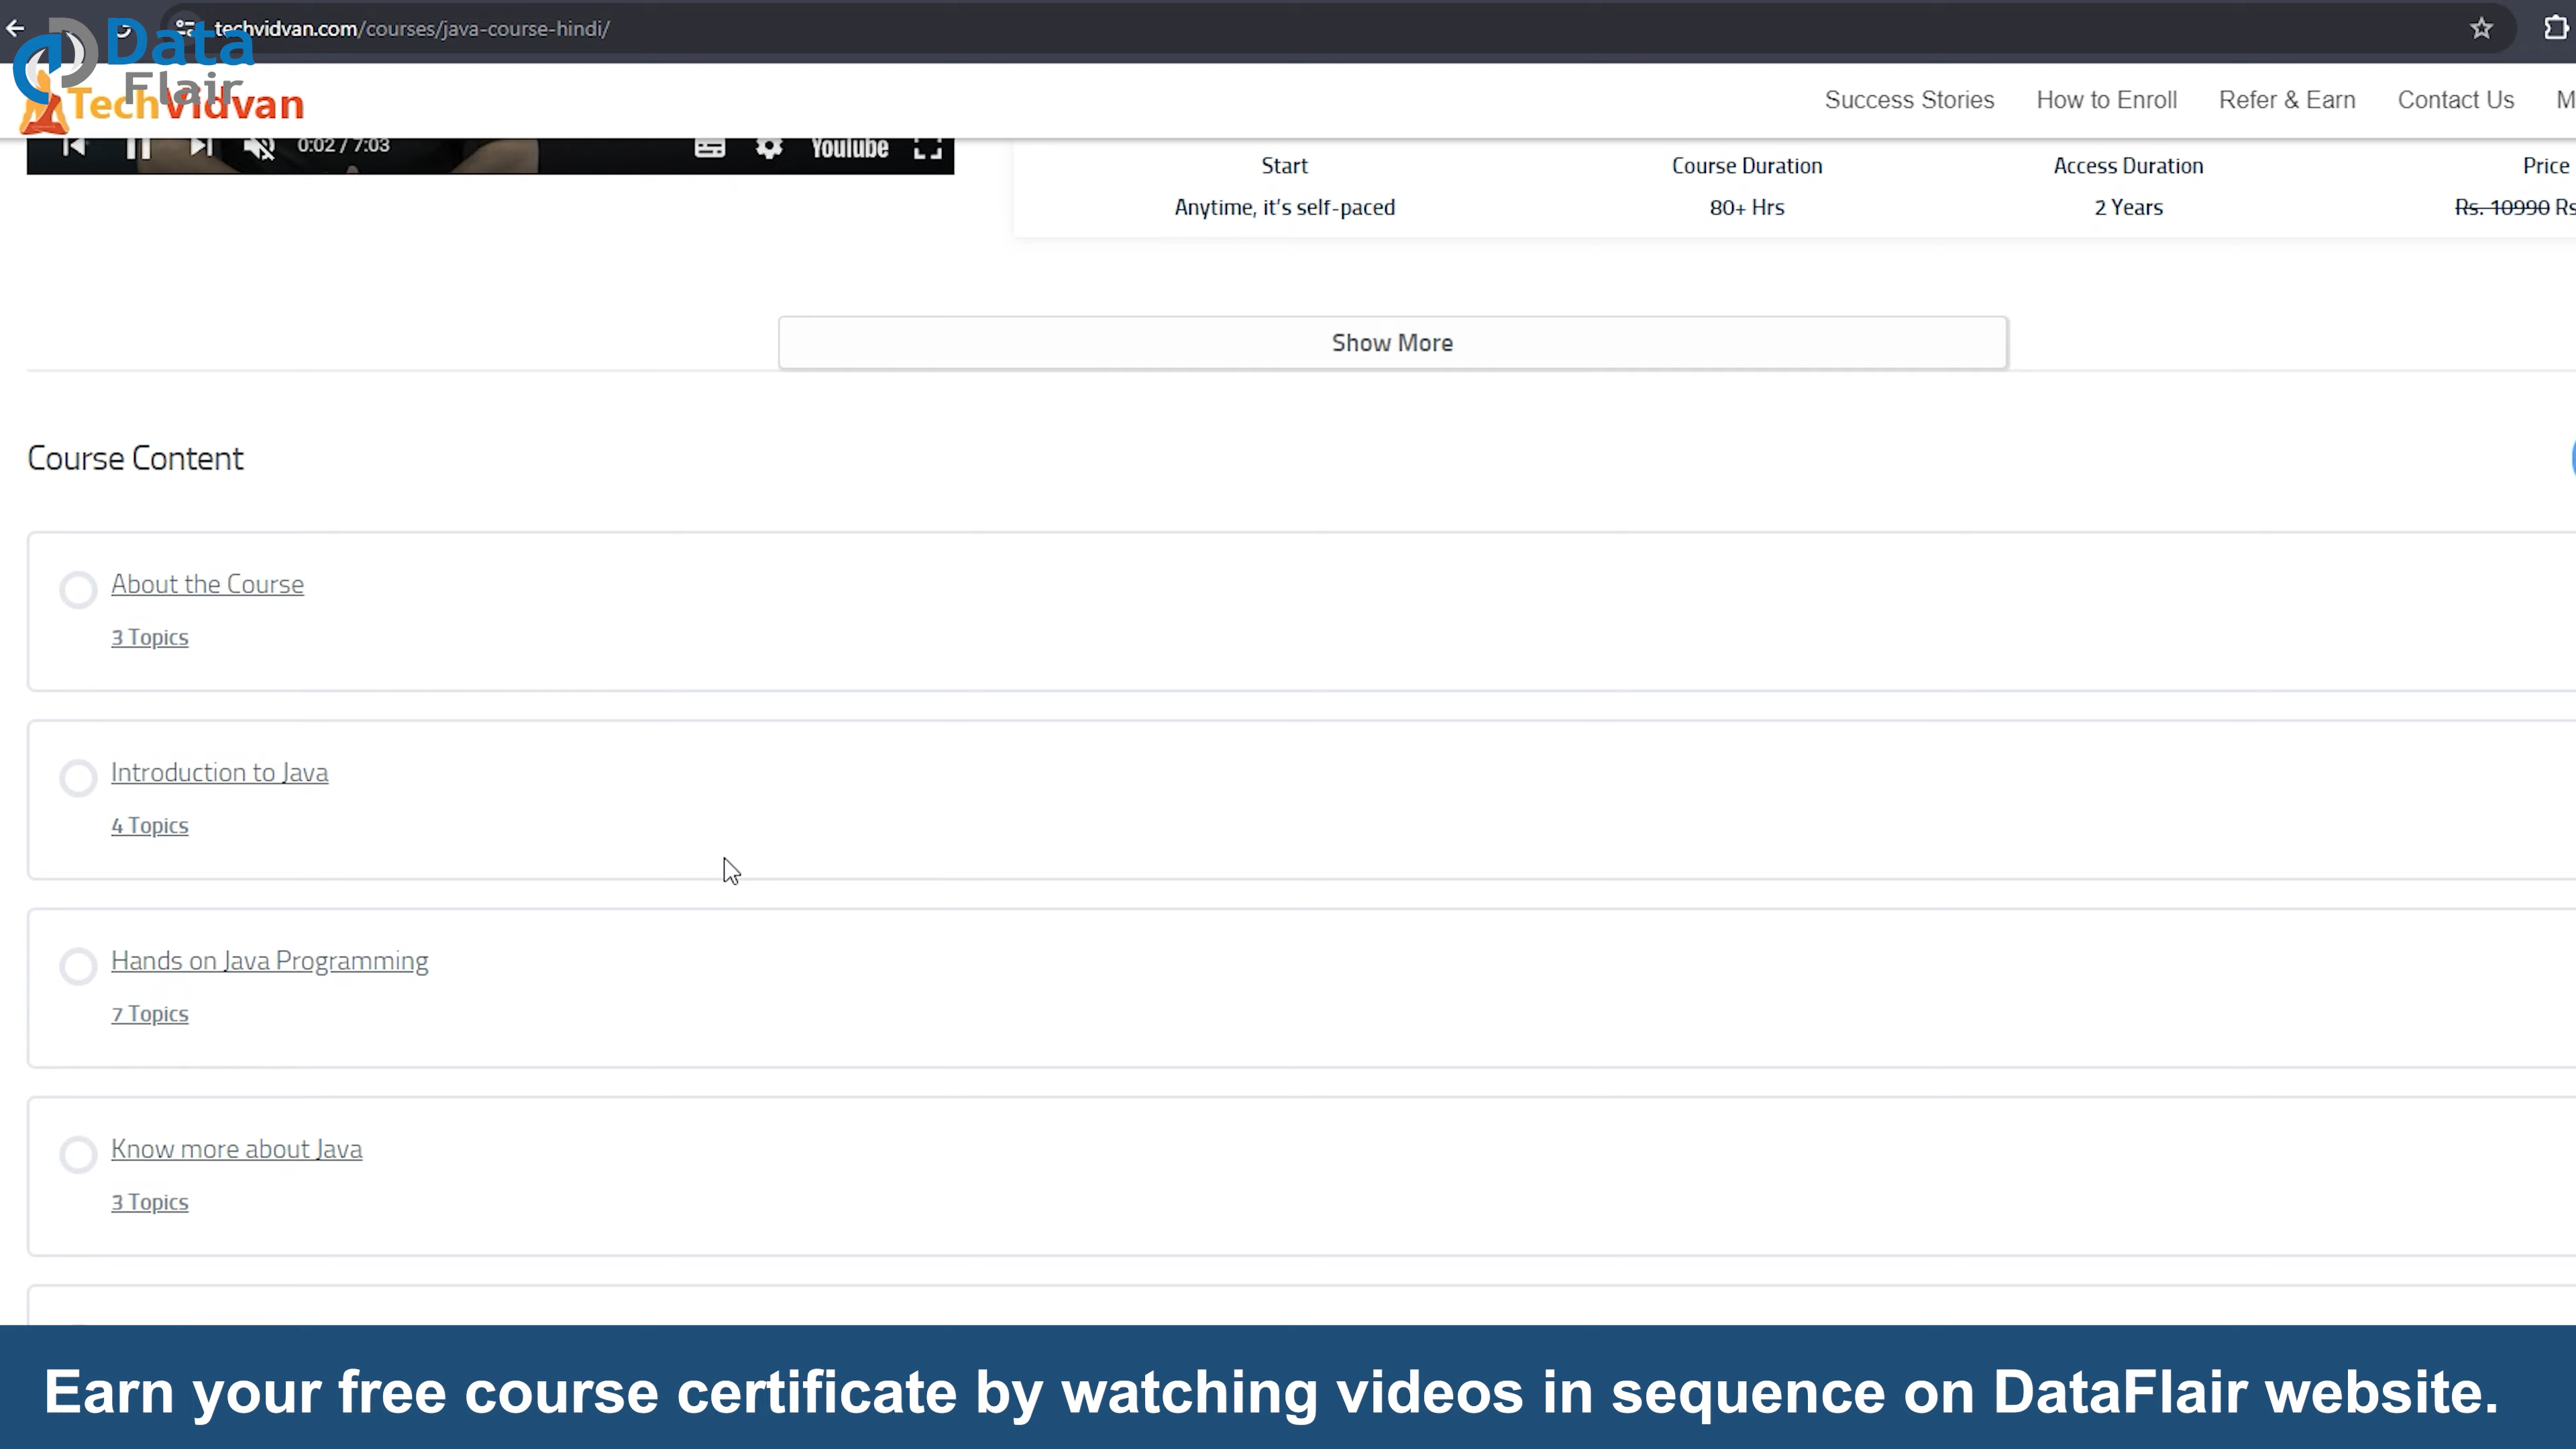 techvidvan.com/courses/java-course-hindi/
Data
Flair
TechVidvan
Success Stories
How to Enroll
Refer & Earn
Contact Us
M
0:02 / 7:03
YouTube
Start
Course Duration
Access Duration
Price
Anytime, it's self-paced
80+ Hrs
2 Years
Rs. 10990 Rs
Show More
Course Content
About the Course
3 Topics
Introduction to Java
4 Topics
Hands on Java Programming
7 Topics
Know more about Java
3 Topics
Earn your free course certificate by watching videos in sequence on DataFlair website.